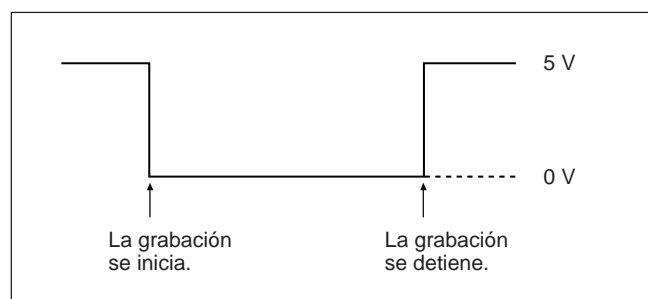 5 V
0 V
La grabación
se inicia.
La grabación
se detiene.